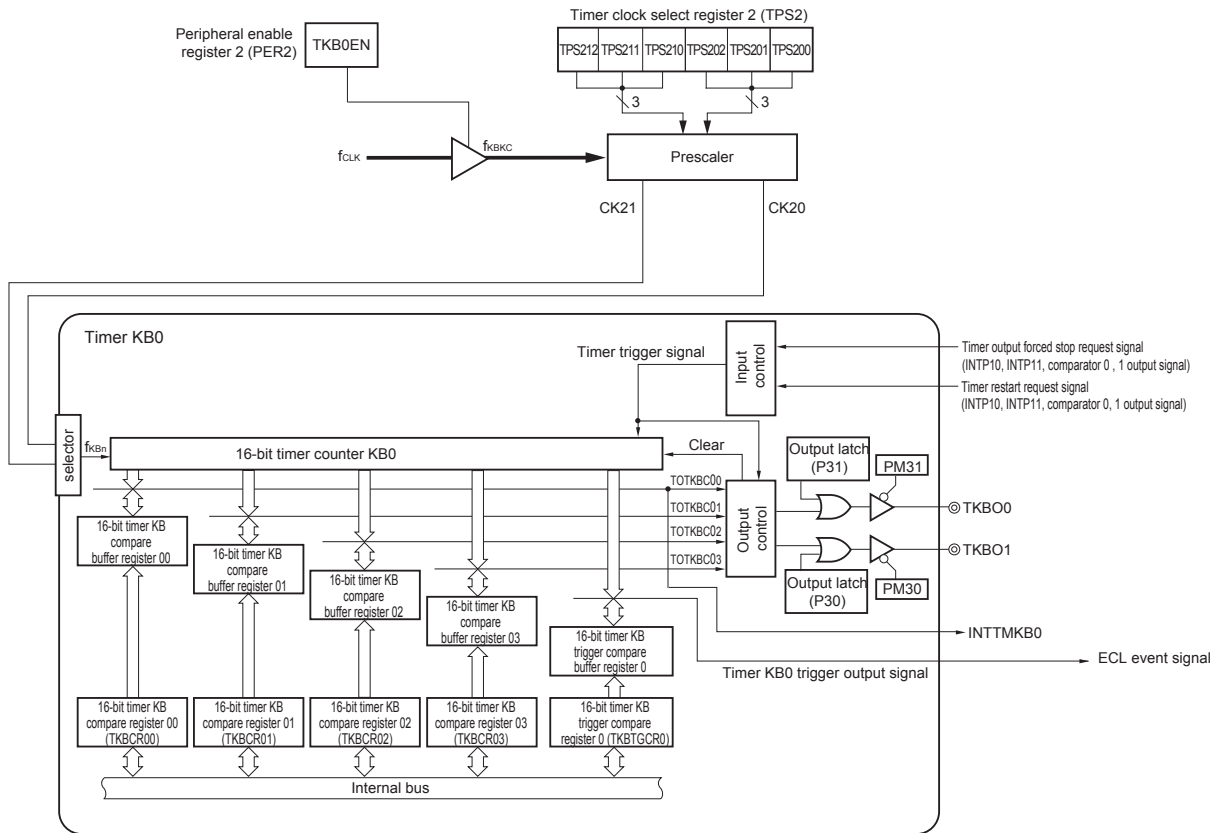 Timer clock select register 2 (TPS2)
Peripheral enable
register 2 (PER2)
TKB0EN
TPS212 TPS211 TPS210 TPS202 TPS201 TPS200
3
3
fCLK
fKBKC
Prescaler
CK21
CK20
Timer KB0
Timer trigger signal
Input
control
Timer output forced stop request signal
(INTP10, INTP11, comparator 0 , 1 output signal)
Timer restart request signal
(INTP10, INTP11, comparator 0, 1 output signal)
selector
fKBn
16-bit timer counter KB0
Clear
Output latch
(P31)
PM31
TOTKBC00
TOTKBC01
TOTKBC02
TOTKBC03
Output
control
TKBO0
TKBO1
Output latch
(P30)
PM30
16-bit timer KB
compare
buffer register 00
16-bit timer KB
compare
buffer register 01
16-bit timer KB
compare
buffer register 02
16-bit timer KB
compare
buffer register 03
16-bit timer KB
trigger compare
buffer register 0
INTTMKB0
Timer KB0 trigger output signal
ECL event signal
16-bit timer KB
compare register 00
(TKBCR00)
16-bit timer KB
compare register 01
(TKBCR01)
16-bit timer KB
compare register 02
(TKBCR02)
16-bit timer KB
compare register 03
(TKBCR03)
16-bit timer KB
trigger compare
register 0 (TKBTGCR0)
Internal bus